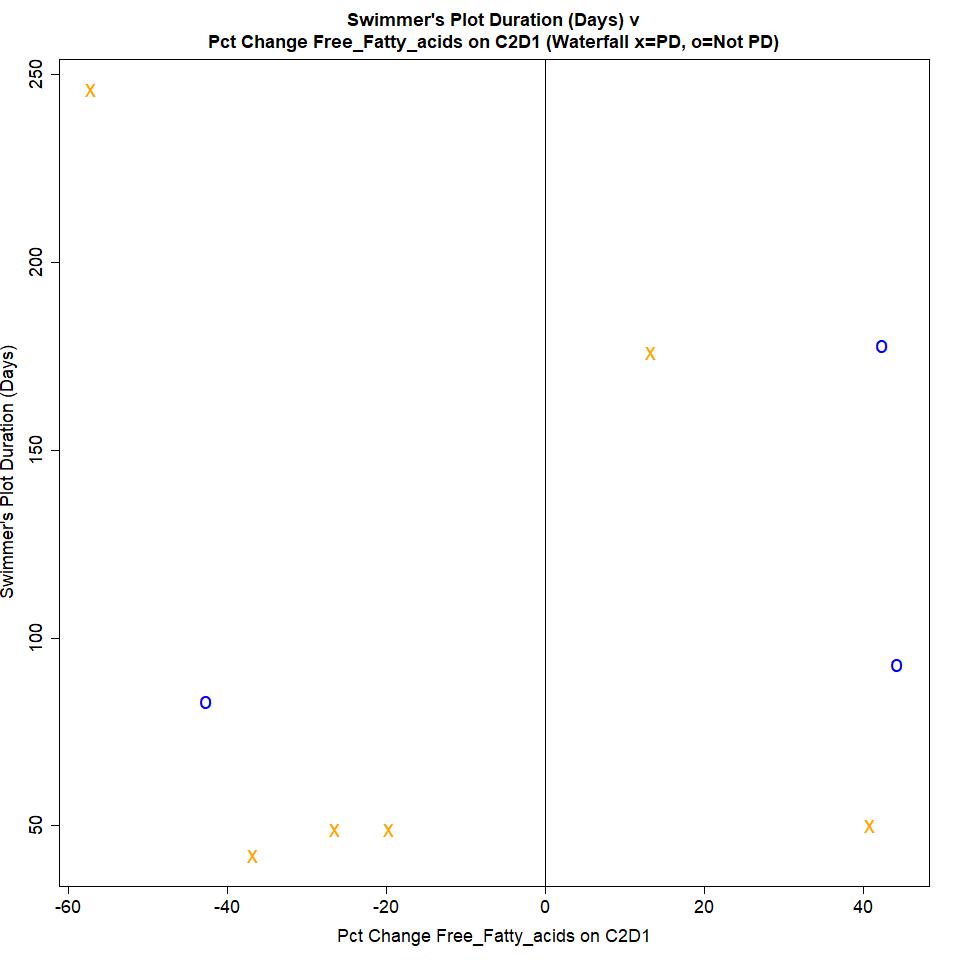 Swimmer's Plot Duration (Days) v
Pct Change Free_Fatty_acids on C2D1 (Waterfall x=PD, o=Not PD)
Swimmer's Plot Duration (Days)
250
200
150
100
50
X
X
O
O
O
X
X
X
X
-60
-40
-20
0
20
40
Pct Change Free_Fatty_acids on C2D1